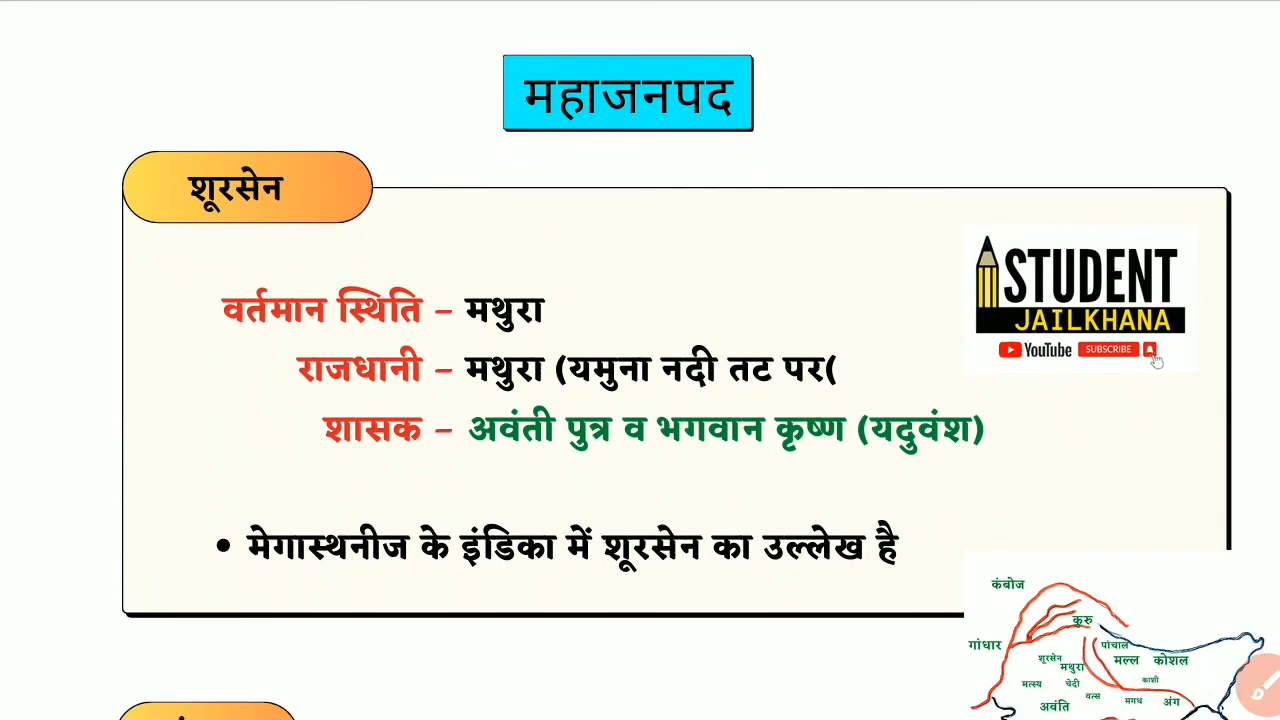 महाजनपद
शूरसेन
STUDENT
JAILKHANA
YouTube SUBSCRIBE
वर्तमान स्थिति – मथुरा
राजधानी – मथुरा (यमुना नदी तट पर(
शासक – अवंती पुत्र व भगवान कृष्ण (यदुवंश)
• मेगास्थनीज के इंडिका में शूरसेन का उल्लेख है
कंबोज
कुरु
गांधार
पांचाल
शूरसेन
मथुरा
मल्ल
कोशल
मत्स्य
चेदी
काशी
वत्स
मगध
अंग
अवंति